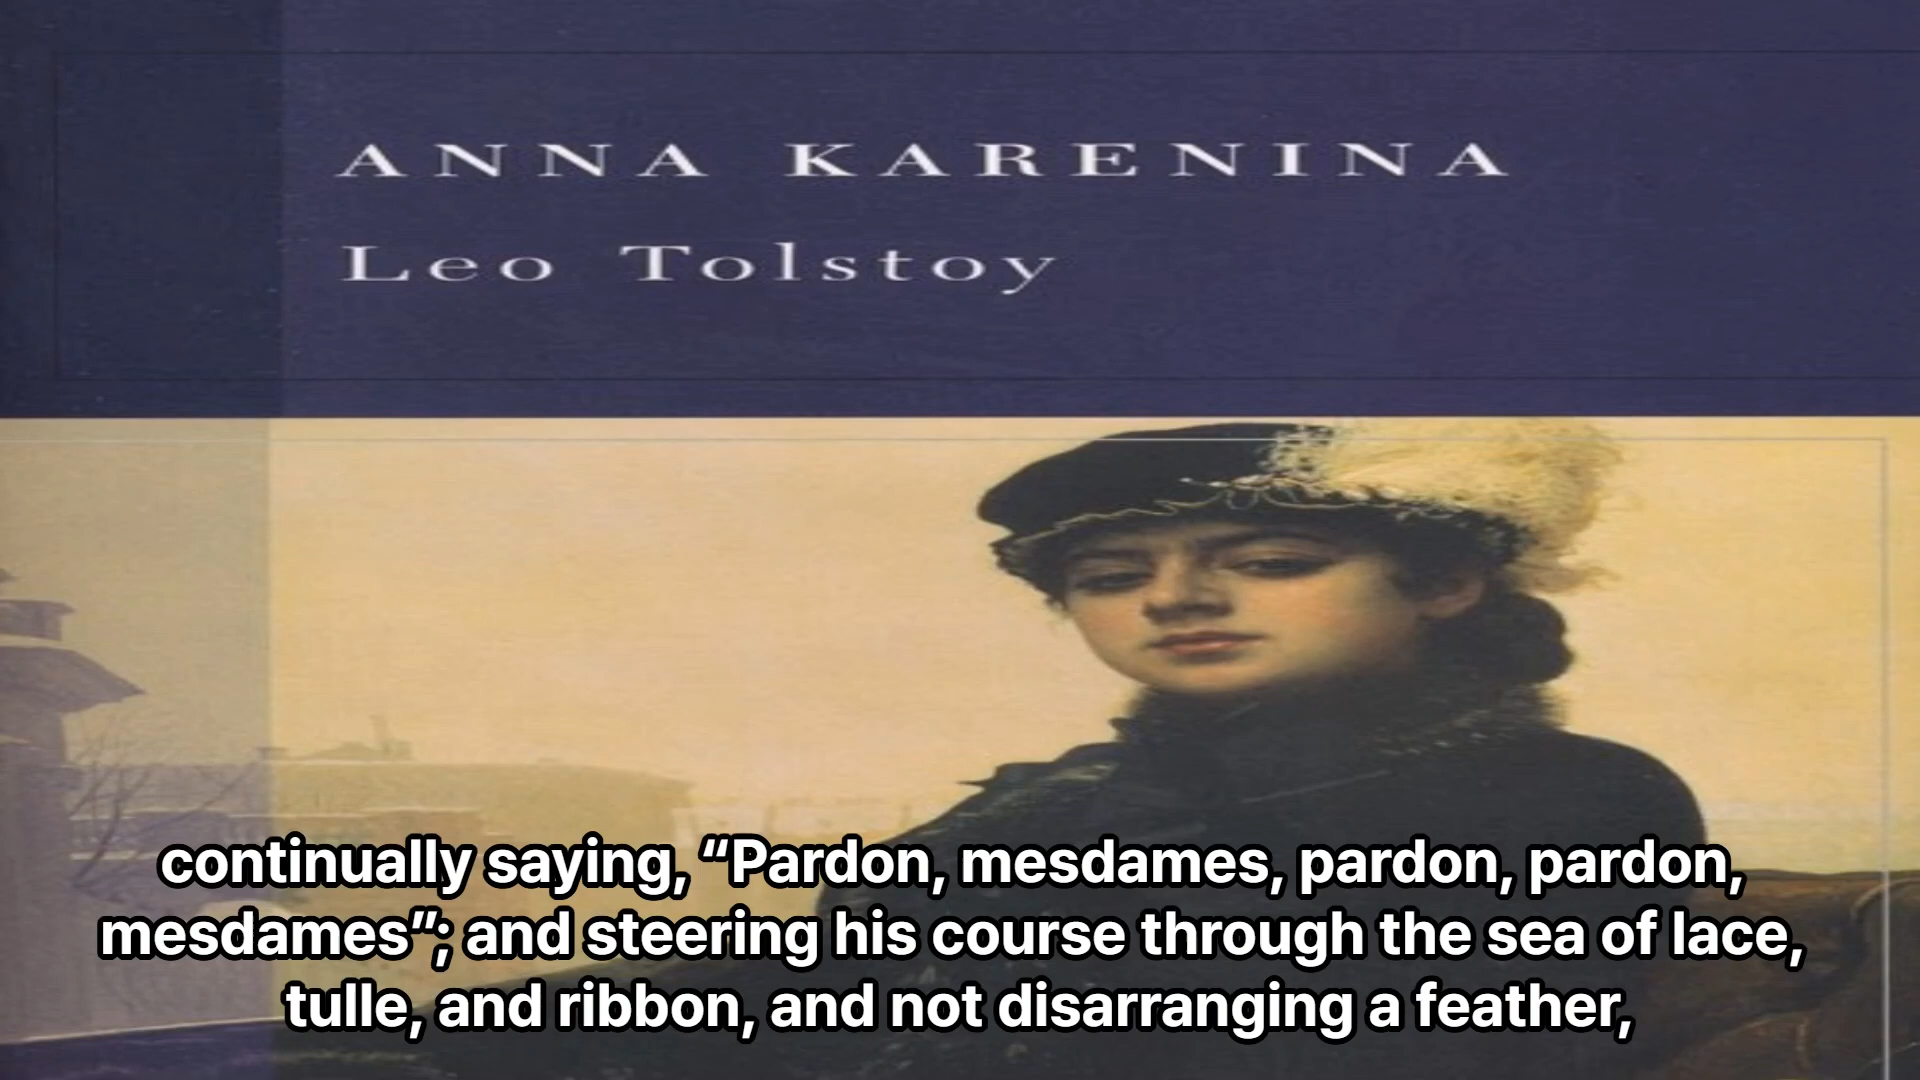 ANNA KARENINA
Leo Tolstoy
continually saying, “Pardon, mesdames, pardon, pardon,
mesdames”; and steering his course through the sea of lace,
tulle, and ribbon, and not disarranging a feather,